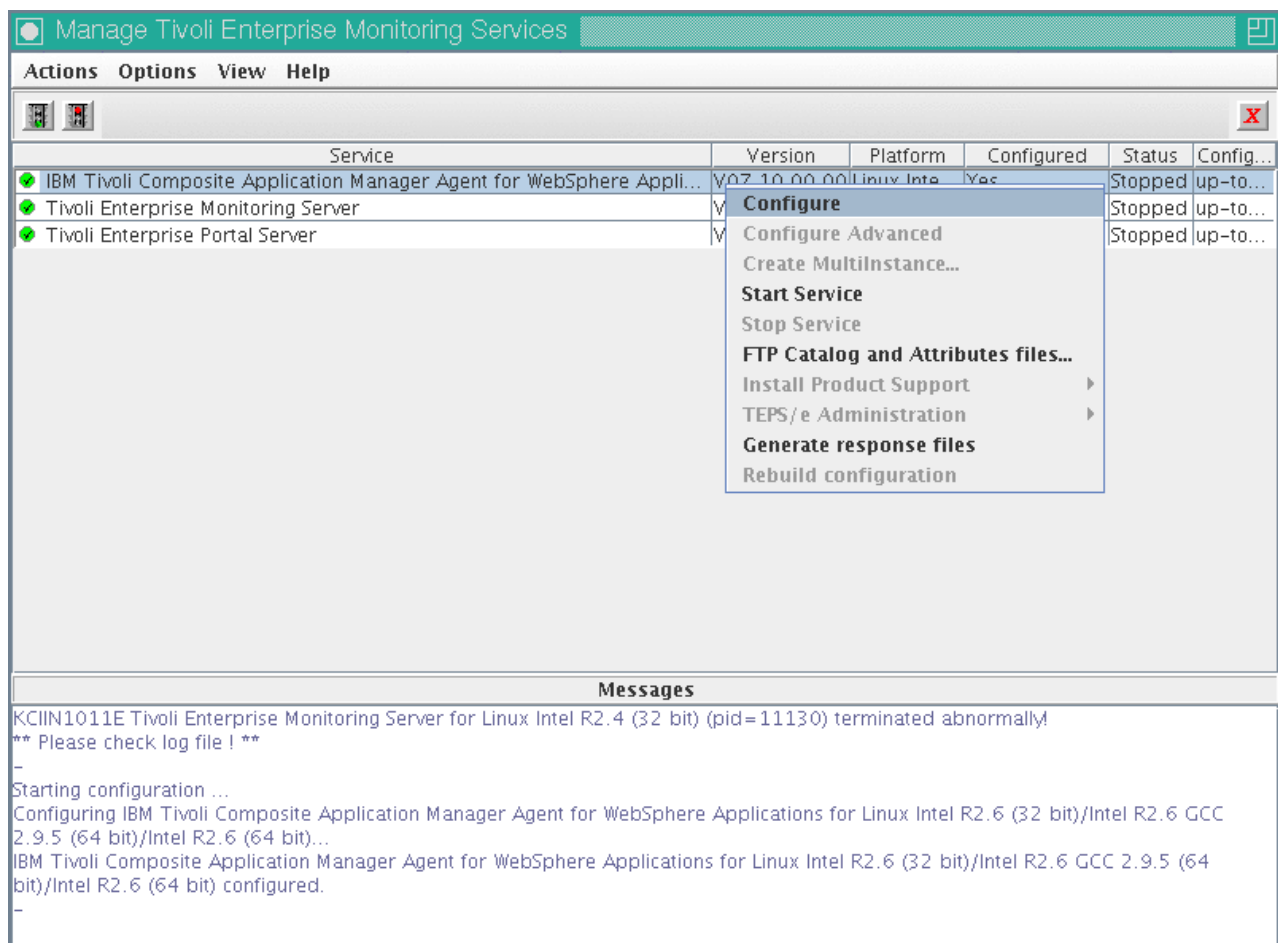 Manage Tivoli Enterprise Monitoring Services
Actions Options View Help
X
Service Version Platform Configured Status Config...
IBM Tivoli Composite Application Manager Agent for WebSphere Appli... V07.10.00.00 Linux Inte... Yes Stopped up-to...
Tivoli Enterprise Monitoring Server V Stopped up-to...
Tivoli Enterprise Portal Server V Stopped up-to...
Configure
Configure Advanced
Create MultiInstance...
Start Service
Stop Service
FTP Catalog and Attributes files...
Install Product Support
TEPS/e Administration
Generate response files
Rebuild configuration
Messages
KCIIN1011E Tivoli Enterprise Monitoring Server for Linux Intel R2.4 (32 bit) (pid=11130) terminated abnormally!
** Please check log file ! **
-
Starting configuration ...
Configuring IBM Tivoli Composite Application Manager Agent for WebSphere Applications for Linux Intel R2.6 (32 bit)/Intel R2.6 GCC
2.9.5 (64 bit)/Intel R2.6 (64 bit)...
IBM Tivoli Composite Application Manager Agent for WebSphere Applications for Linux Intel R2.6 (32 bit)/Intel R2.6 GCC 2.9.5 (64
bit)/Intel R2.6 (64 bit) configured.
-